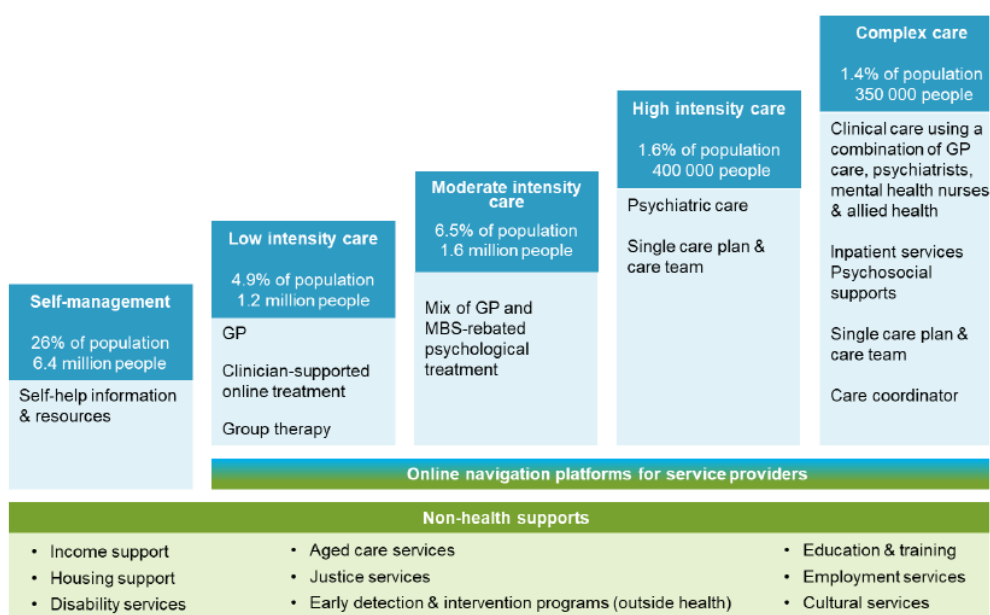 Self-management
26% of population
6.4 million people
Self-help information
& resources
Low intensity care
4.9% of population
1.2 million people
GP
Clinician-supported
online treatment
Group therapy
Moderate intensity
care
6.5% of population
1.6 million people
Mix of GP and
MBS-rebated
psychological
treatment
High intensity care
1.6% of population
400 000 people
Psychiatric care
Single care plan &
care team
Complex care
1.4% of population
350 000 people
Clinical care using a
combination of GP
care, psychiatrists,
mental health nurses
& allied health
Inpatient services
Psychosocial
supports
Single care plan &
care team
Care coordinator
Online navigation platforms for service providers
Non-health supports
• Income support
• Housing support
• Disability services
• Aged care services
• Justice services
• Early detection & intervention programs (outside health)
• Education & training
• Employment services
• Cultural services